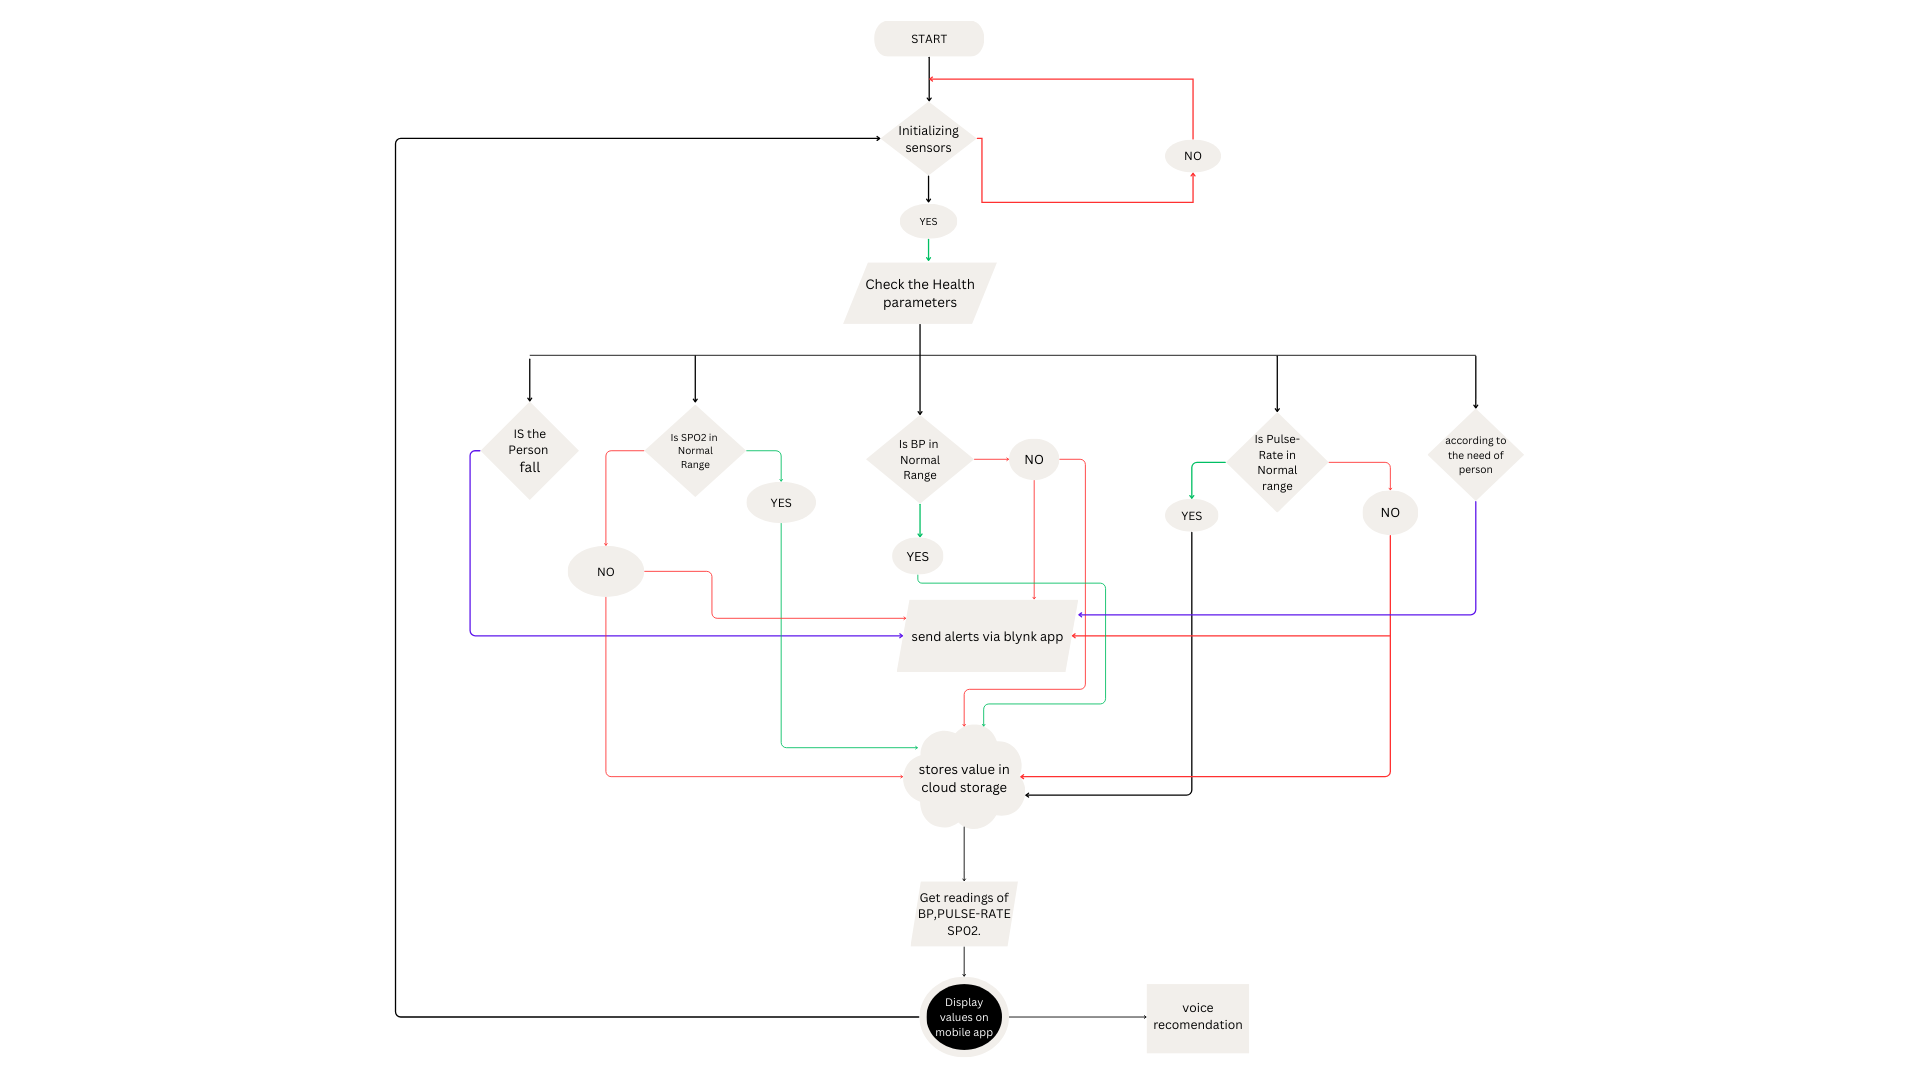 START
Initializing
sensors
NO
YES
Check the Health
parameters
IS the
Person
fall
Is SPO2 in
Normal
Range
Is BP in
Normal
Range
NO
Is Pulse-
Rate in
Normal
range
according to
the need of
person
YES
YES
NO
YES
NO
send alerts via blynk app
stores value in
cloud storage
Get readings of
BP,PULSE-RATE
SPO2.
Display
values on
mobile app
voice
recomendation